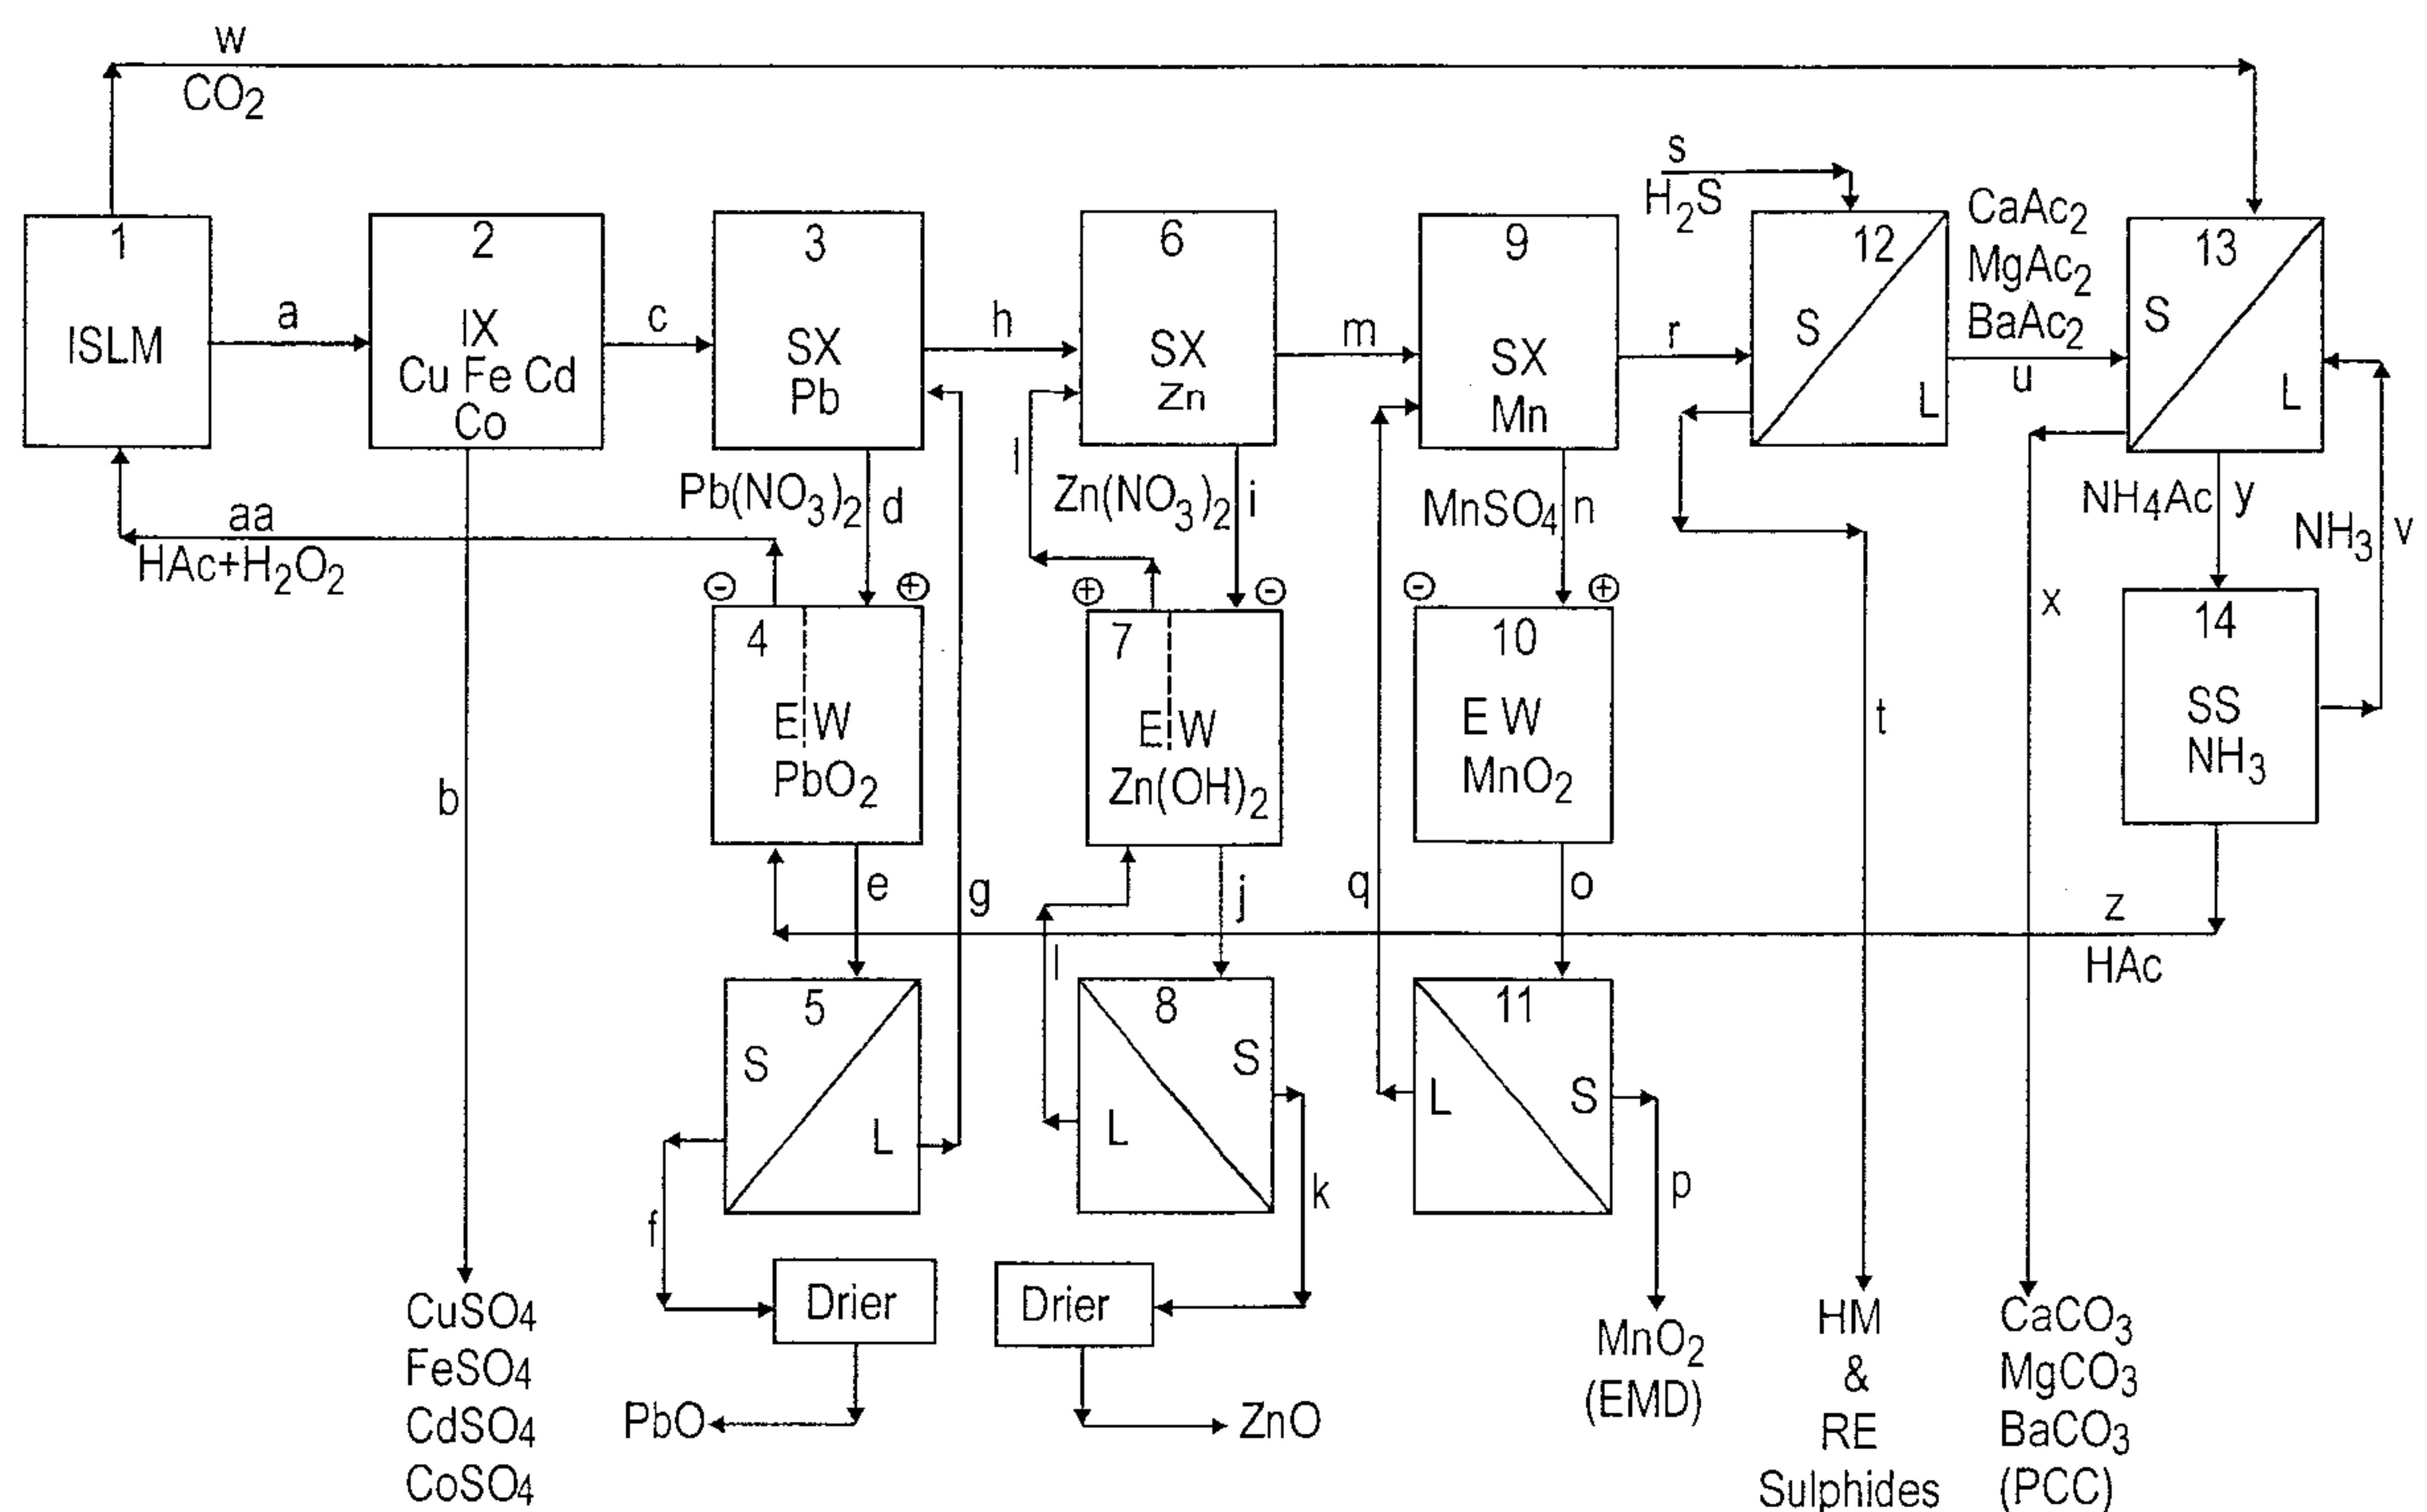 w
CO2
s
H2S
1
ISLM
a
2
IX
Cu Fe Cd
Co
c
3
SX
Pb
h
6
SX
Zn
m
9
SX
Mn
r
12
S
L
CaAc2
MgAc2
BaAc2
u
13
S
L
aa
HAc+H2O2
Pb(NO3)2 d
l
Zn(NO3)2 i
MnSO4 n
NH4Ac y
NH3 v
- +
+ -
- +
4
E W
PbO2
7
E W
Zn(OH)2
10
E W
MnO2
14
SS
NH3
b
e
g
l
j
q
o
t
x
z
HAc
5
S
L
8
S
L
11
L
S
f
k
p
Drier
Drier
PbO
ZnO
CuSO4
FeSO4
CdSO4
CoSO4
MnO2
(EMD)
HM
&
RE
Sulphides
CaCO3
MgCO3
BaCO3
(PCC)